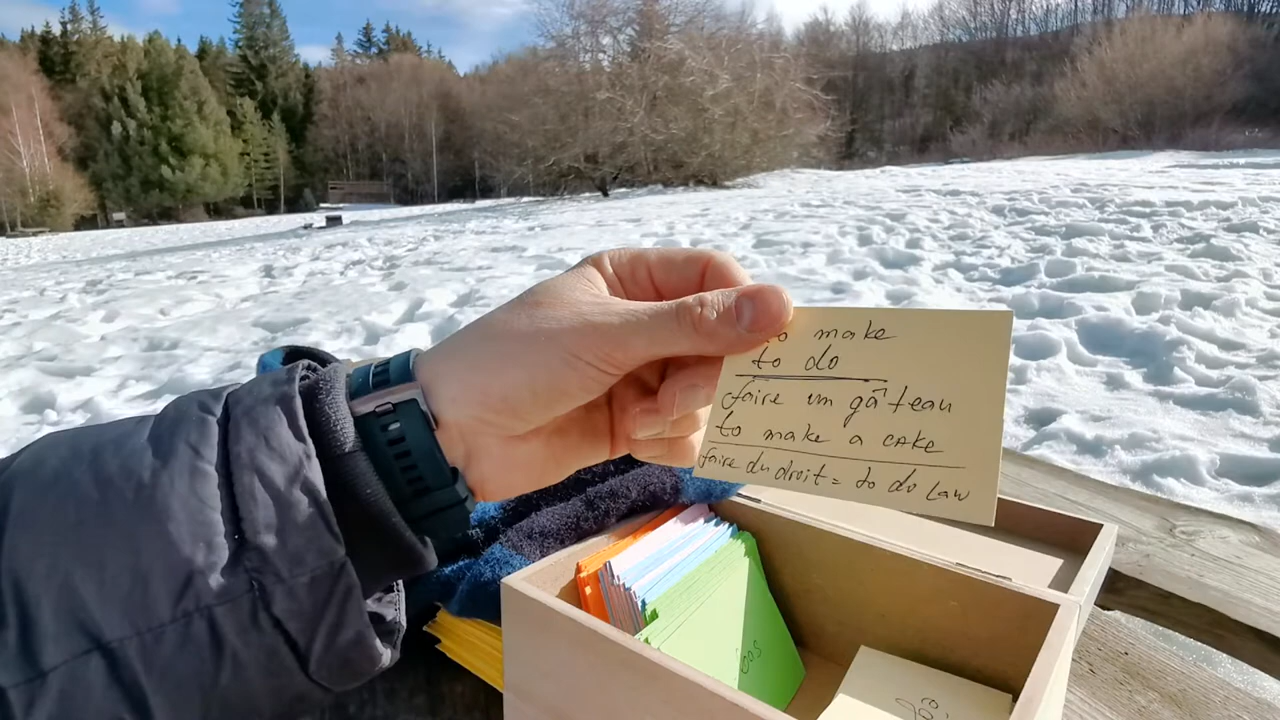 to make
to do
faire un gâteau
to make a cake
faire du droit = to do Law